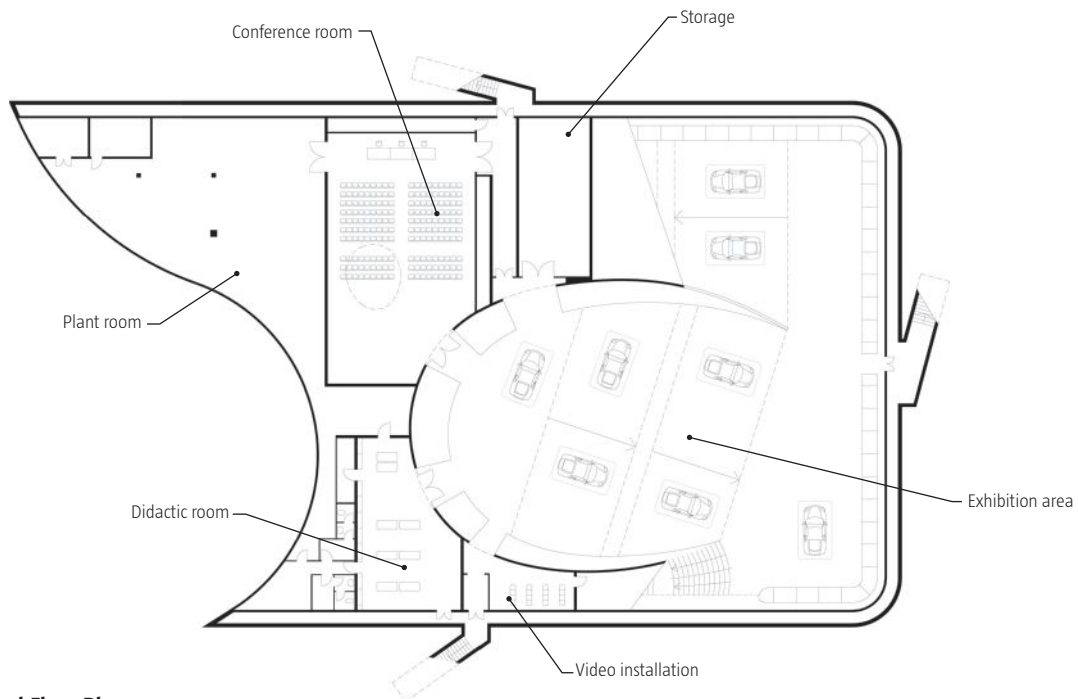 Storage
Conference room
Plant room
Exhibition area
Didactic room
Video installation